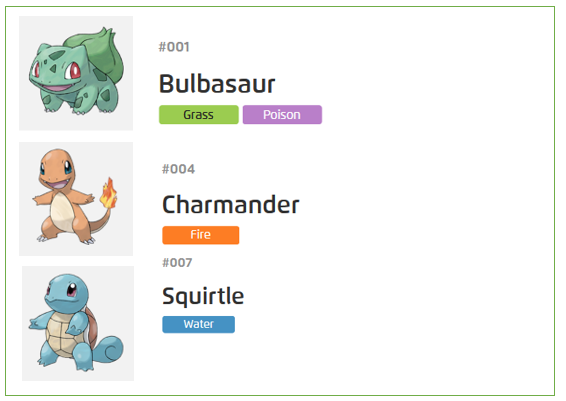 #001
Bulbasaur
Grass Poison
#004
Charmander
Fire
#007
Squirtle
Water